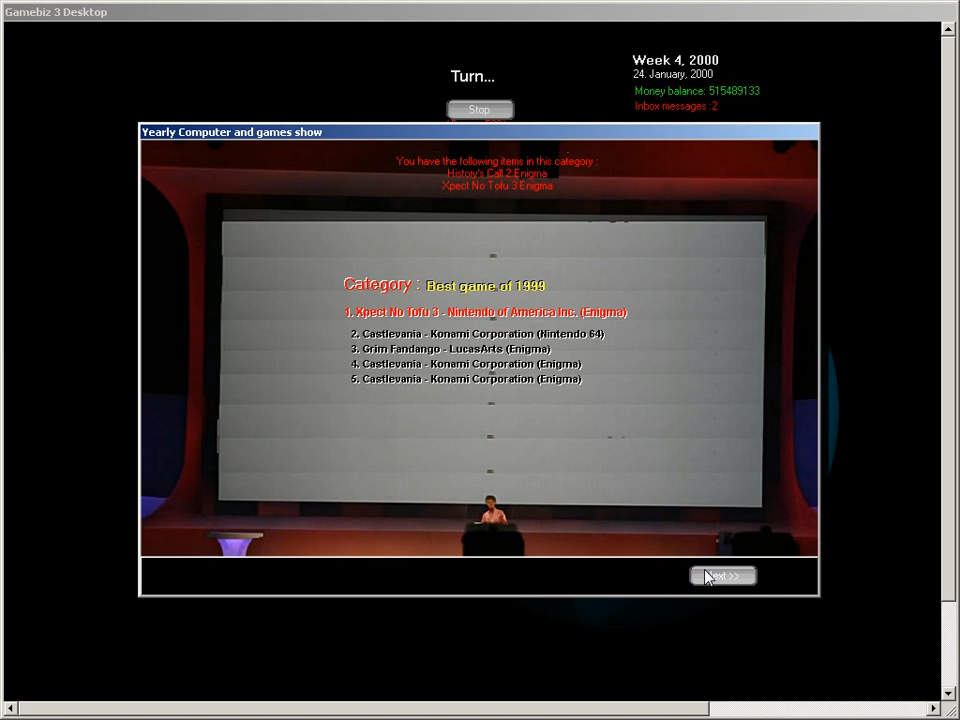 Gamebiz 3 Desktop
Turn...
Stop
Week 4, 2000
24. January, 2000
Money balance: 515489133
Inbox messages :2
Yearly Computer and games show
You have the following items in this category :
History's Call 2 Enigma
Xpect No Tofu 3 Enigma
Category : Best game of 1999
1. Xpect No Tofu 3 - Nintendo of America Inc. (Enigma)
2. Castlevania - Konami Corporation (Nintendo 64)
3. Grim Fandango - LucasArts (Enigma)
4. Castlevania - Konami Corporation (Enigma)
5. Castlevania - Konami Corporation (Enigma)
Next >>